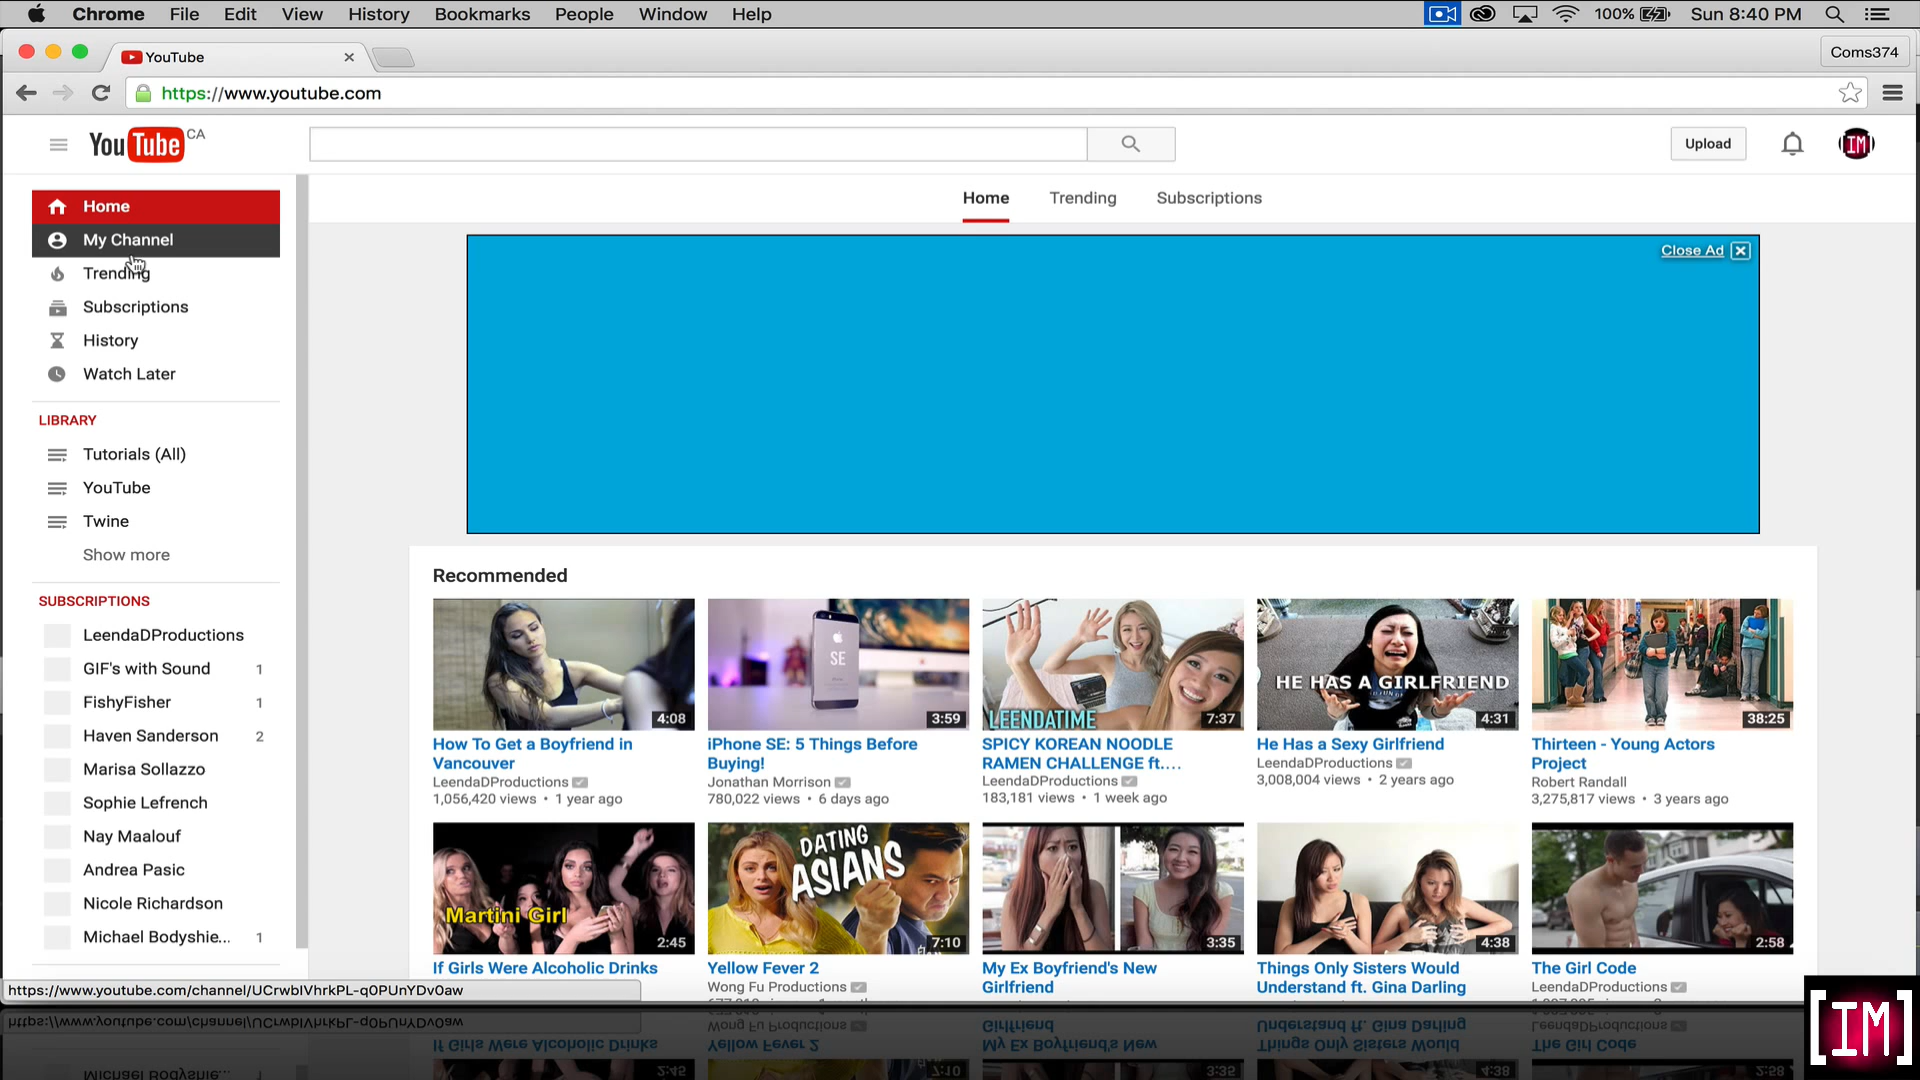 Chrome File Edit View History Bookmarks People Window Help 100% Sun 8:40 PM
YouTube Coms374
https://www.youtube.com
YouTube CA Upload [IM]
Home
My Channel
Trending
Subscriptions
History
Watch Later
LIBRARY
Tutorials (All)
YouTube
Twine
Show more
SUBSCRIPTIONS
LeendaDProductions
GIF's with Sound 1
FishyFisher 1
Haven Sanderson 2
Marisa Sollazzo
Sophie Lefrench
Nay Maalouf
Andrea Pasic
Nicole Richardson
Michael Bodyshie... 1
https://www.youtube.com/channel/UCrwbIVhrkPL-q0PUnYDv0aw
Home Trending Subscriptions
Close Ad
Recommended
4:08
How To Get a Boyfriend in
Vancouver
LeendaDProductions
1,056,420 views • 1 year ago
SE
3:59
iPhone SE: 5 Things Before
Buying!
Jonathan Morrison
780,022 views • 6 days ago
LEENDATIME
7:37
SPICY KOREAN NOODLE
RAMEN CHALLENGE ft....
LeendaDProductions
183,181 views • 1 week ago
HE HAS A GIRLFRIEND
4:31
He Has a Sexy Girlfriend
LeendaDProductions
3,008,004 views • 2 years ago
38:25
Thirteen - Young Actors
Project
Robert Randall
3,275,817 views • 3 years ago
Martini Girl
2:45
If Girls Were Alcoholic Drinks
DATING
ASIANS
7:10
Yellow Fever 2
Wong Fu Productions
3:35
My Ex Boyfriend's New
Girlfriend
4:38
Things Only Sisters Would
Understand ft. Gina Darling
2:58
The Girl Code
LeendaDProductions
[IM]